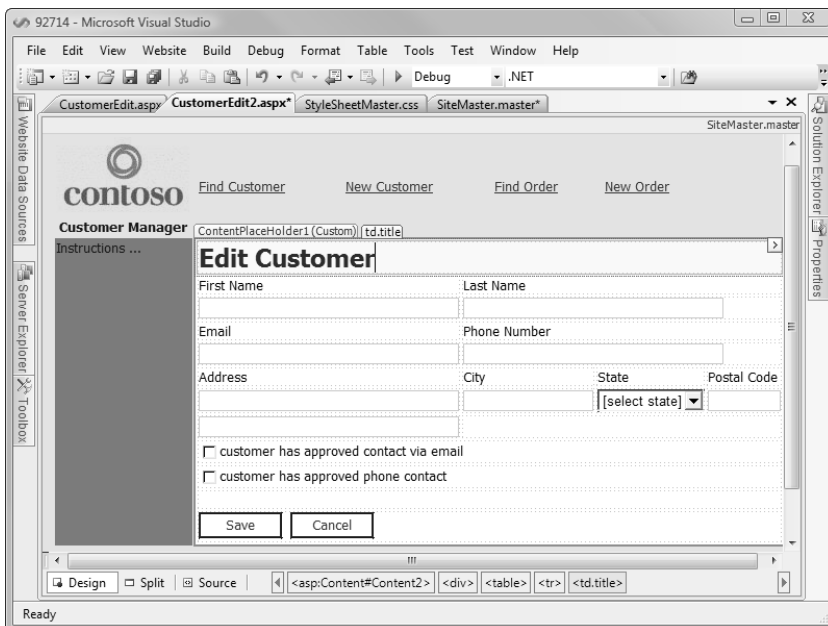 92714 - Microsoft Visual Studio
File Edit View Website Build Debug Format Table Tools Test Window Help
Debug .NET
CustomerEdit.aspx CustomerEdit2.aspx* StyleSheetMaster.css SiteMaster.master*
SiteMaster.master
Website Data Sources
Server Explorer
Toolbox
Solution Explorer
Properties
contoso
Find Customer New Customer Find Order New Order
Customer Manager
ContentPlaceHolder1 (Custom) td.title
Instructions ...
Edit Customer
First Name Last Name
Email Phone Number
Address City State Postal Code
[select state]
customer has approved contact via email
customer has approved phone contact
Save Cancel
Design Split Source <asp:Content#Content2> <div> <table> <tr> <td.title>
Ready